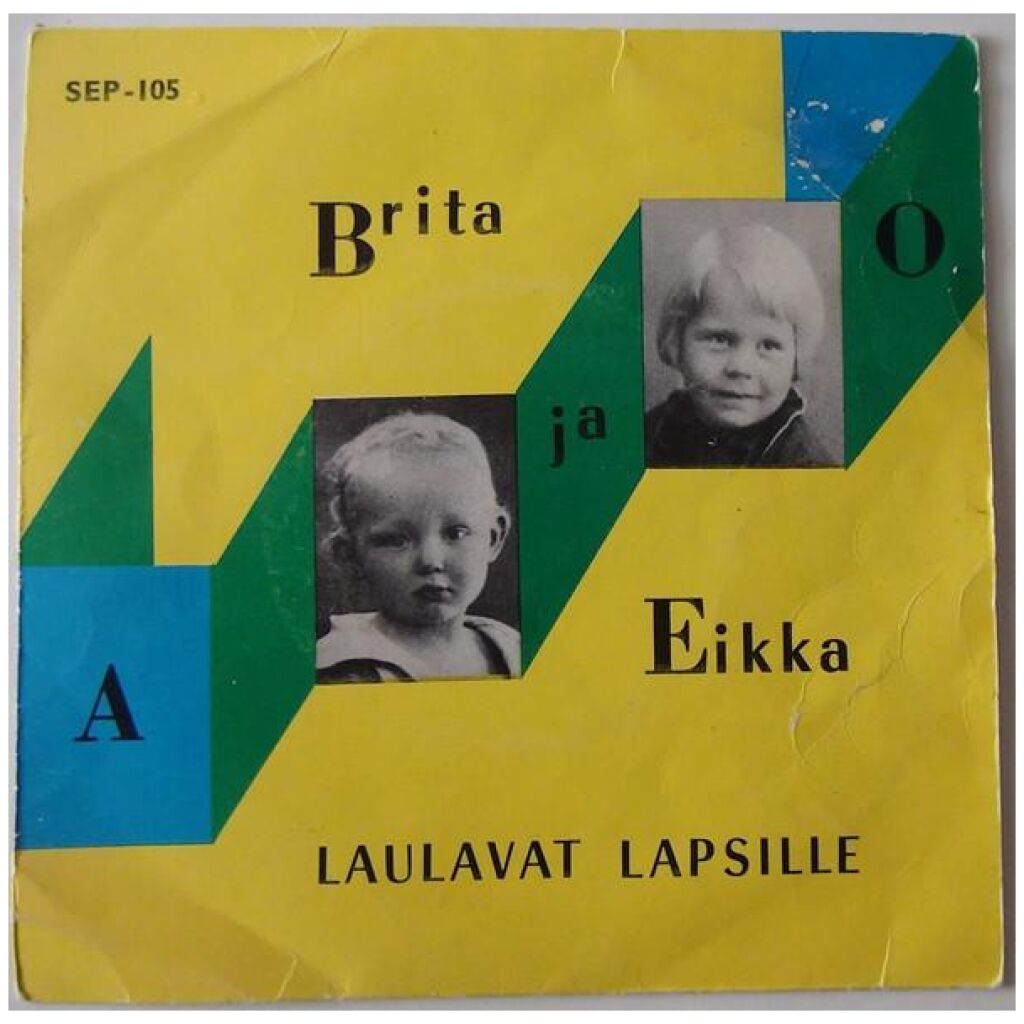 SEP-105
Brita
O
ja
Eikka
A
LAULAVAT LAPSILLE